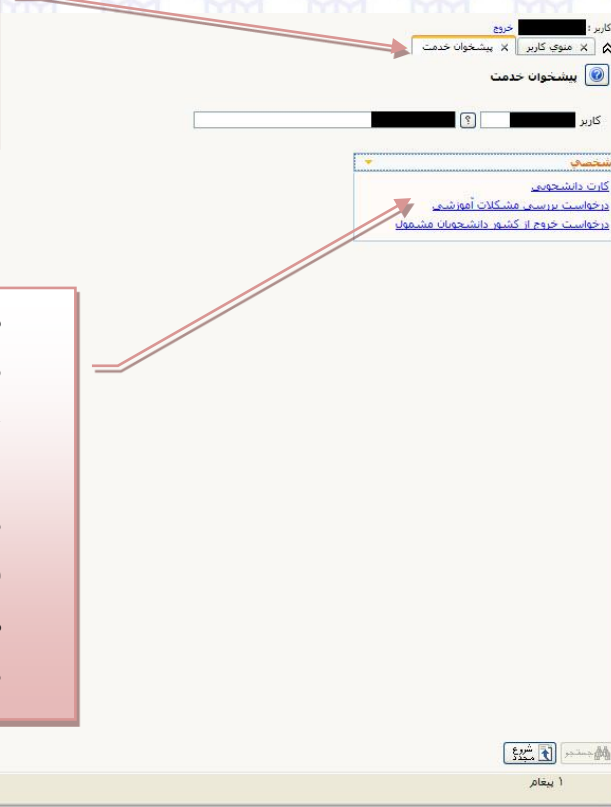 کاربر : خروج
منوي کاربر X پیشخوان خدمت X
پیشخوان خدمت
کاربر ?
شخصي
کارت دانشجویی
درخواست بررسی مشکلات آموزشی
درخواست خروج از کشور دانشجویان مشمول
جستجو شروع مجدد
۱ پیغام